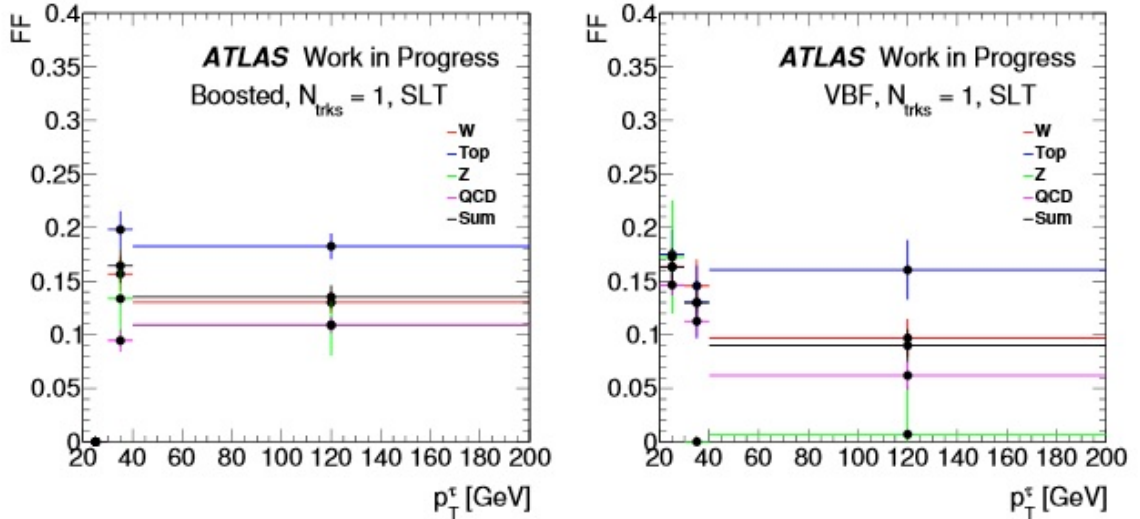 FF
0.4
0.35
0.3
0.25
0.2
0.15
0.1
0.05
0
ATLAS Work in Progress
Boosted, N_trks = 1, SLT
W
Top
Z
QCD
Sum
20 40 60 80 100 120 140 160 180 200
p_T^τ [GeV]
FF
0.4
0.35
0.3
0.25
0.2
0.15
0.1
0.05
0
ATLAS Work in Progress
VBF, N_trks = 1, SLT
W
Top
Z
QCD
Sum
20 40 60 80 100 120 140 160 180 200
p_T^τ [GeV]